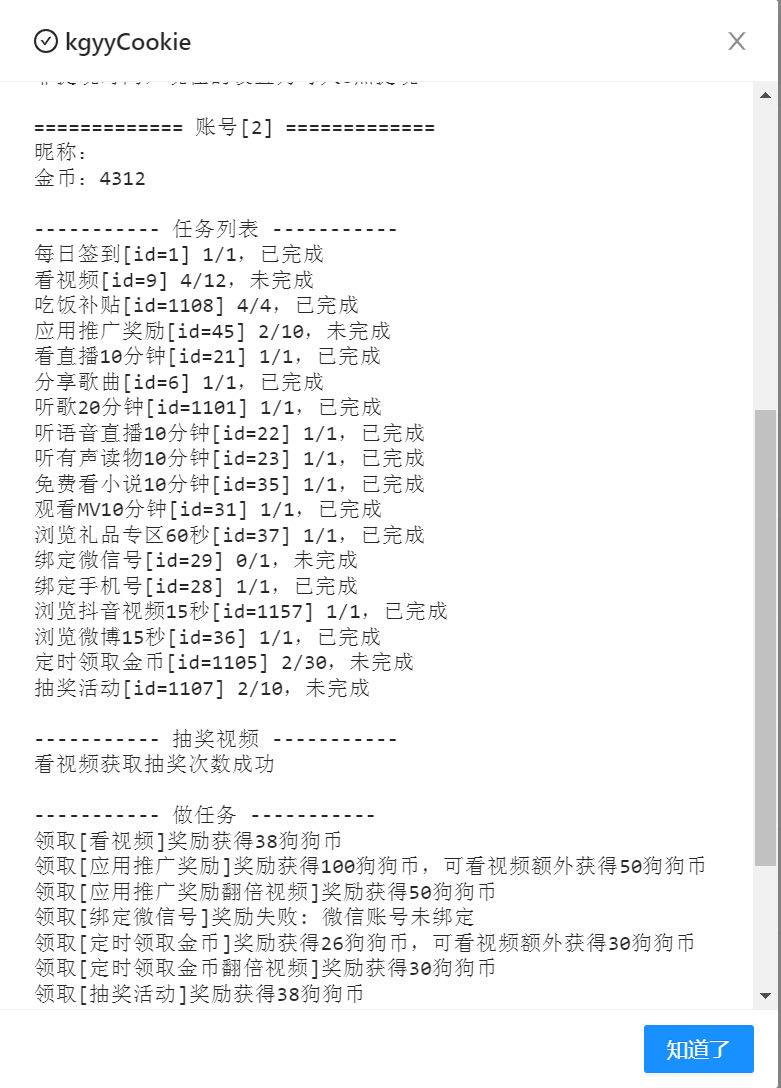 kgyyCookie
============= 账号[2] =============
昵称:
金币: 4312
----------- 任务列表 -----------
每日签到[id=1] 1/1，已完成
看视频[id=9] 4/12，未完成
吃饭补贴[id=1108] 4/4，已完成
应用推广奖励[id=45] 2/10，未完成
看直播10分钟[id=21] 1/1，已完成
分享歌曲[id=6] 1/1，已完成
听歌20分钟[id=1101] 1/1，已完成
听语音直播10分钟[id=22] 1/1，已完成
听有声读物10分钟[id=23] 1/1，已完成
免费看小说10分钟[id=35] 1/1，已完成
观看MV10分钟[id=31] 1/1，已完成
浏览礼品专区60秒[id=37] 1/1，已完成
绑定微信号[id=29] 0/1，未完成
绑定手机号[id=28] 1/1，已完成
浏览抖音视频15秒[id=1157] 1/1，已完成
浏览微博15秒[id=36] 1/1，已完成
定时领取金币[id=1105] 2/30，未完成
抽奖活动[id=1107] 2/10，未完成
----------- 抽奖视频 -----------
看视频获取抽奖次数成功
----------- 做任务 -----------
领取[看视频]奖励获得38狗狗币
领取[应用推广奖励]奖励获得100狗狗币，可看视频额外获得50狗狗币
领取[应用推广奖励翻倍视频]奖励获得50狗狗币
领取[绑定微信号]奖励失败: 微信账号未绑定
领取[定时领取金币]奖励获得26狗狗币，可看视频额外获得30狗狗币
领取[定时领取金币翻倍视频]奖励获得30狗狗币
领取[抽奖活动]奖励获得38狗狗币
知道了